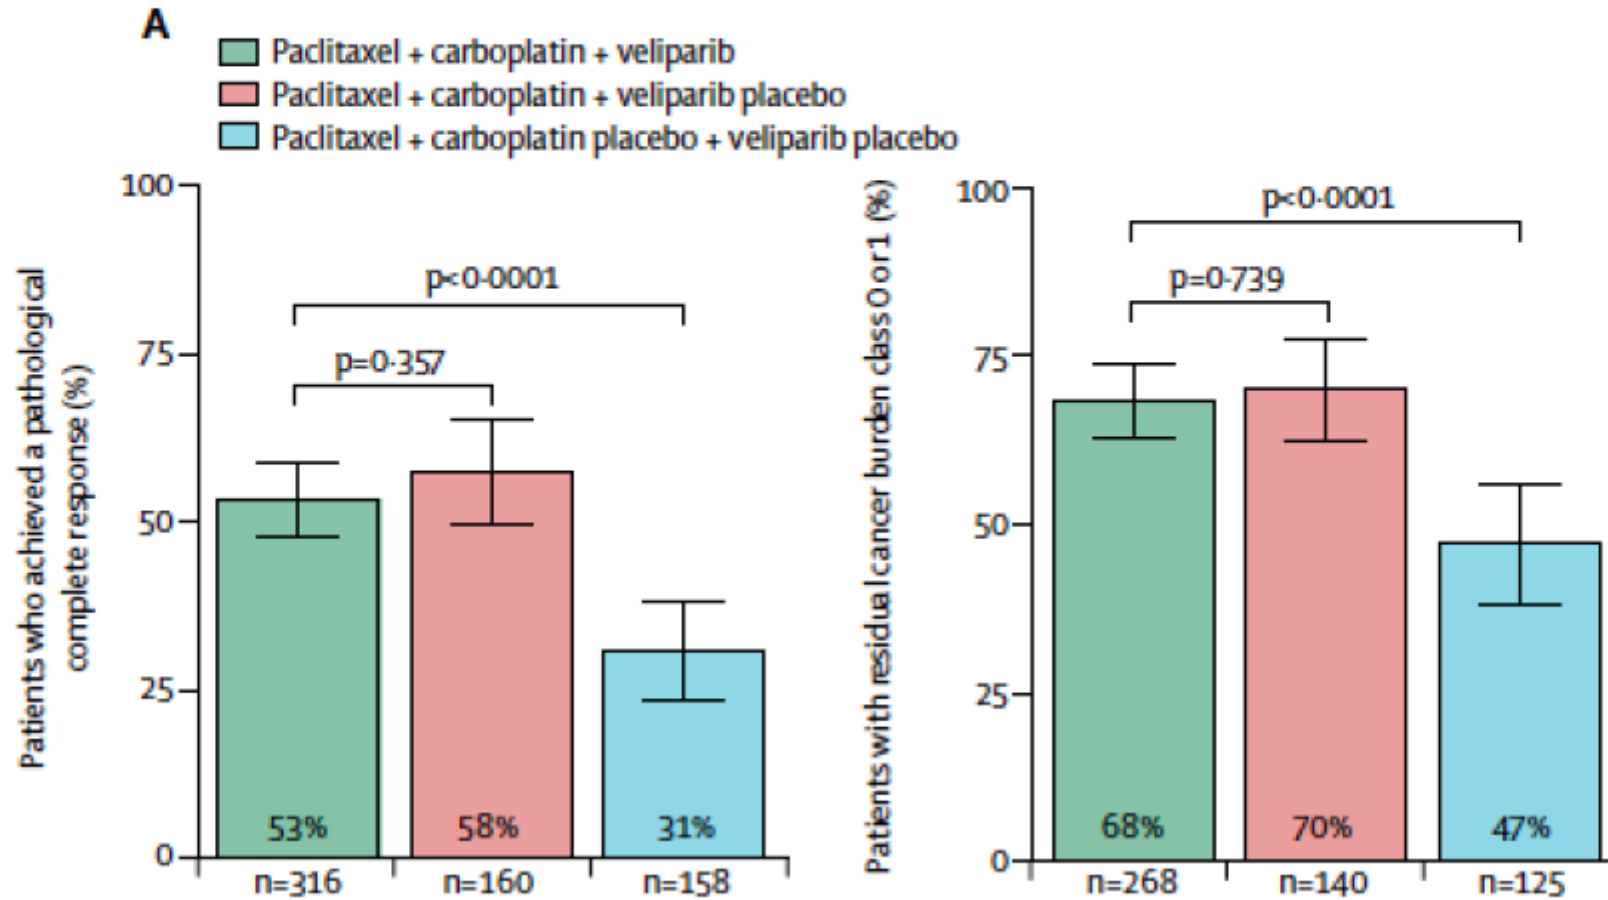 A
Paclitaxel + carboplatin + veliparib
Paclitaxel + carboplatin + veliparib placebo
Paclitaxel + carboplatin placebo + veliparib placebo
Patients who achieved a pathological
complete response (%)
100
75
50
25
0
p<0·0001
p=0·357
53%
58%
31%
n=316
n=160
n=158
Patients with residual cancer burden class 0 or 1 (%)
100
75
50
25
0
p<0·0001
p=0·739
68%
70%
47%
n=268
n=140
n=125